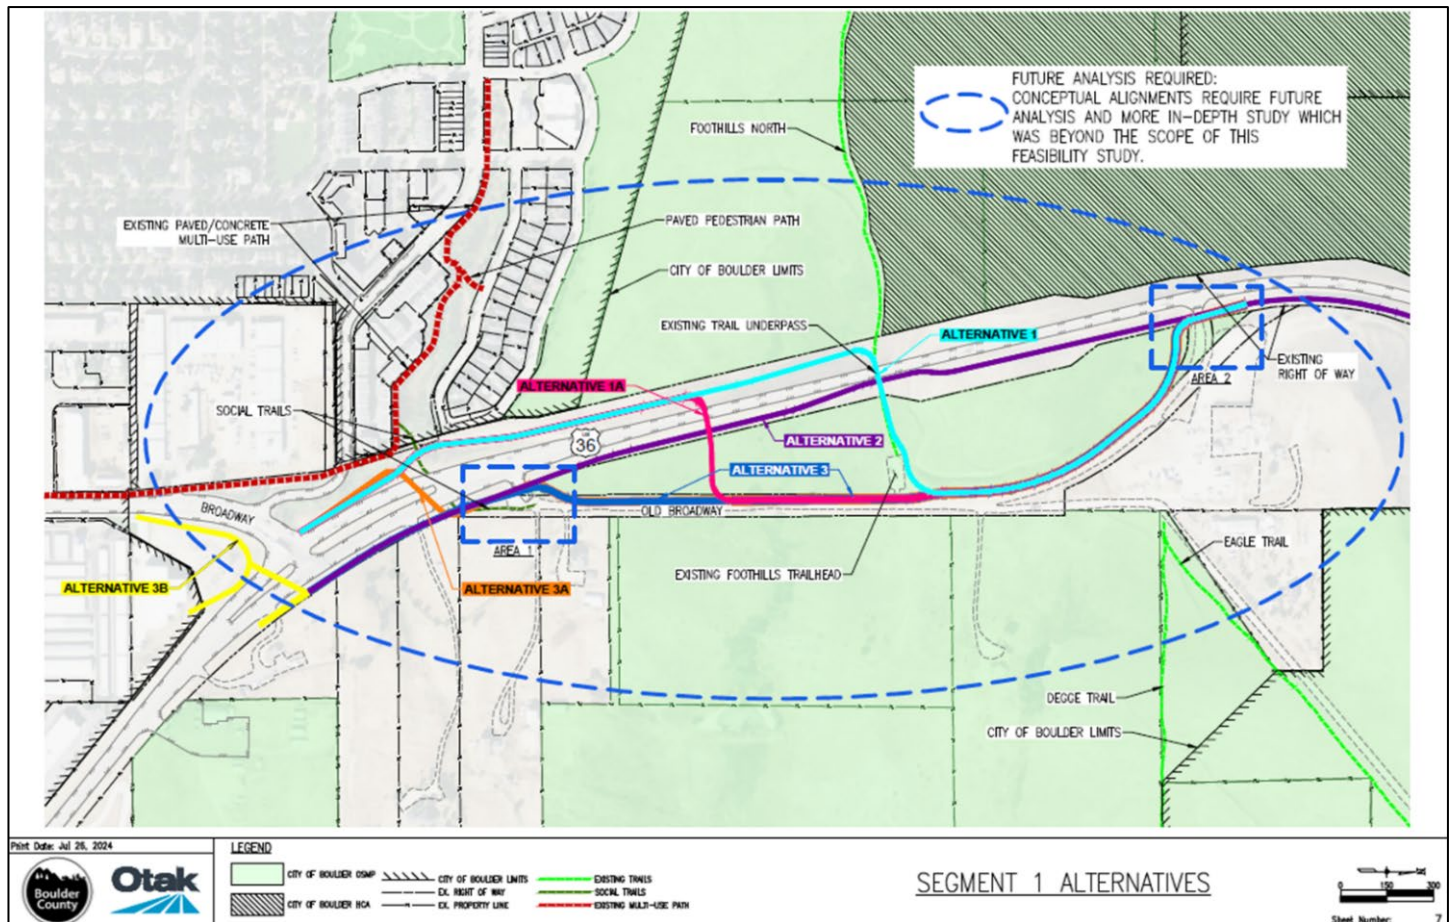 FUTURE ANALYSIS REQUIRED:
CONCEPTUAL ALIGNMENTS REQUIRE FUTURE
ANALYSIS AND MORE IN-DEPTH STUDY WHICH
WAS BEYOND THE SCOPE OF THIS
FEASIBILITY STUDY.
FOOTHILLS NORTH
EXISTING PAVED/CONCRETE
MULTI-USE PATH
PAVED PEDESTRIAN PATH
CITY OF BOULDER LIMITS
EXISTING TRAIL UNDERPASS
ALTERNATIVE 1
EXISTING
RIGHT OF WAY
AREA 2
ALTERNATIVE 1A
SOCIAL TRAILS
36
ALTERNATIVE 2
ALTERNATIVE 3
BROADWAY
OLD BROADWAY
AREA 1
EAGLE TRAIL
ALTERNATIVE 3B
ALTERNATIVE 3A
EXISTING FOOTHILLS TRAILHEAD
DEGGE TRAIL
CITY OF BOULDER LIMITS
Print Date: Jul 26, 2024
Boulder
County
Otak
LEGEND
CITY OF BOULDER OSMP
CITY OF BOULDER HCA
CITY OF BOULDER LIMITS
EX. RIGHT OF WAY
EX. PROPERTY LINE
EXISTING TRAILS
SOCIAL TRAILS
EXISTING MULTI-USE PATH
SEGMENT 1 ALTERNATIVES
0 150 300
Sheet Number: 7